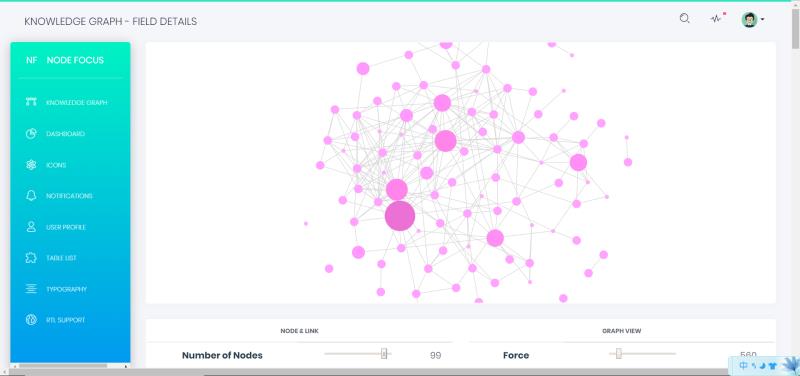 KNOWLEDGE GRAPH - FIELD DETAILS
NF NODE FOCUS
KNOWLEDGE GRAPH
DASHBOARD
ICONS
NOTIFICATIONS
USER PROFILE
TABLE LIST
TYPOGRAPHY
RTL SUPPORT
NODE & LINK
GRAPH VIEW
Number of Nodes 99
Force 560
中